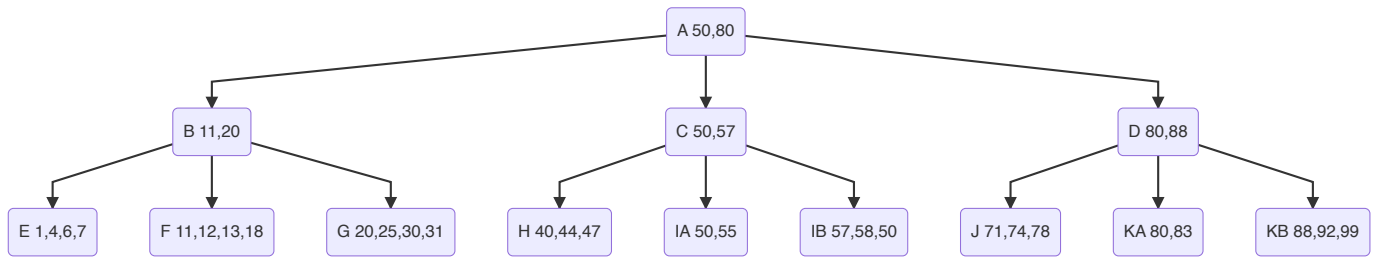 A 50,80
B 11,20
C 50,57
D 80,88
E 1,4,6,7
F 11,12,13,18
G 20,25,30,31
H 40,44,47
IA 50,55
IB 57,58,50
J 71,74,78
KA 80,83
KB 88,92,99